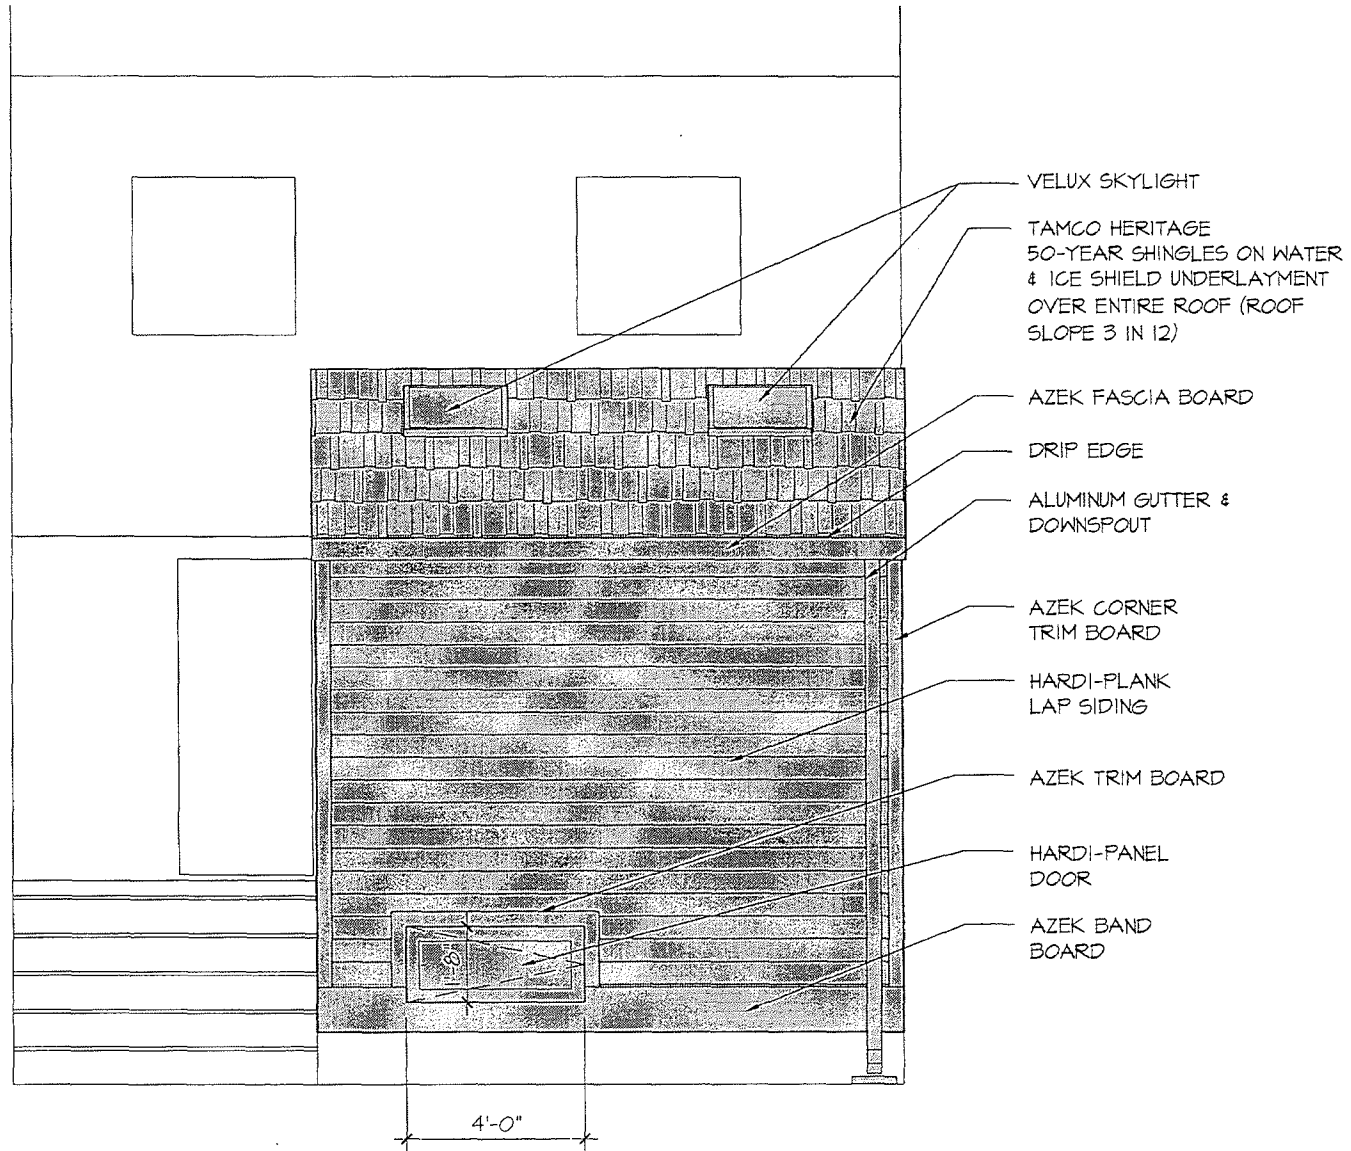 VELUX SKYLIGHT
TAMCO HERITAGE
50-YEAR SHINGLES ON WATER
& ICE SHIELD UNDERLAYMENT
OVER ENTIRE ROOF (ROOF
SLOPE 3 IN 12)
AZEK FASCIA BOARD
DRIP EDGE
ALUMINUM GUTTER &
DOWNSPOUT
AZEK CORNER
TRIM BOARD
HARDI-PLANK
LAP SIDING
AZEK TRIM BOARD
HARDI-PANEL
DOOR
AZEK BAND
BOARD
4'-0"